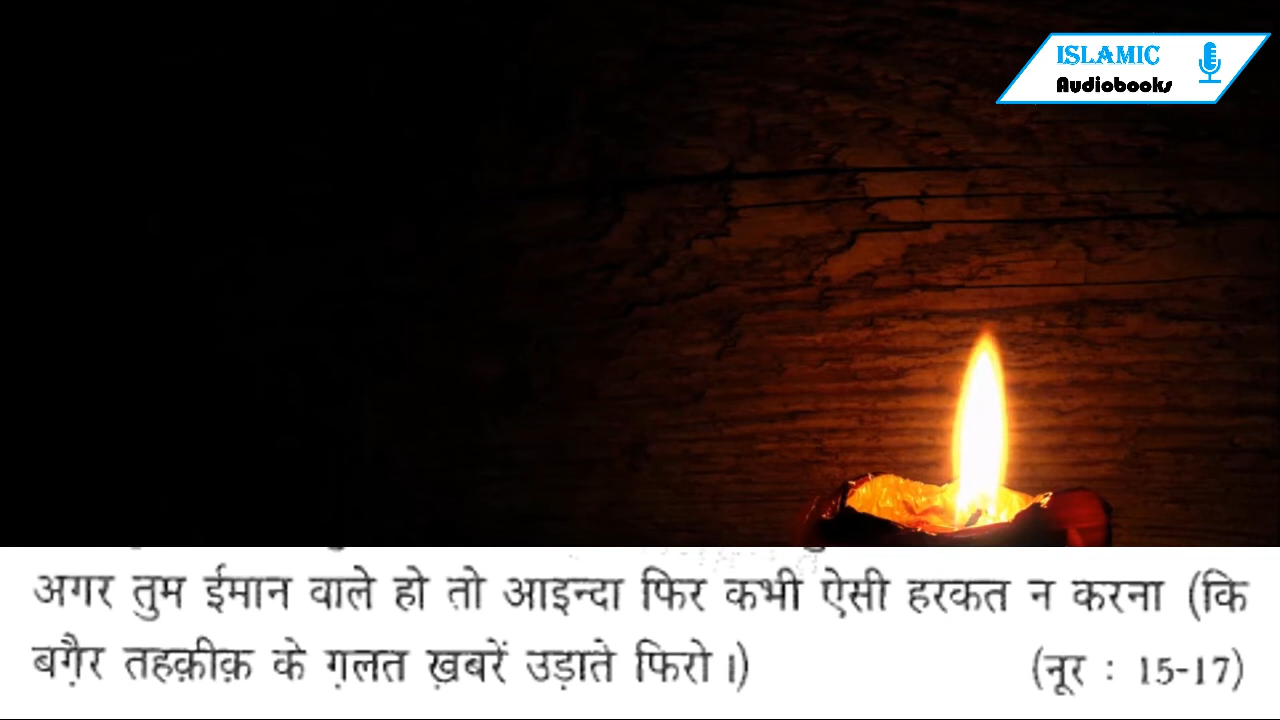 ISLAMIC
Audiobooks
अगर तुम ईमान वाले हो तो आइन्दा फिर कभी ऐसी हरकत न करना (कि
बग़ैर तहक़ीक़ के ग़लत ख़बरें उड़ाते फिरो।) (नूर : 15-17)